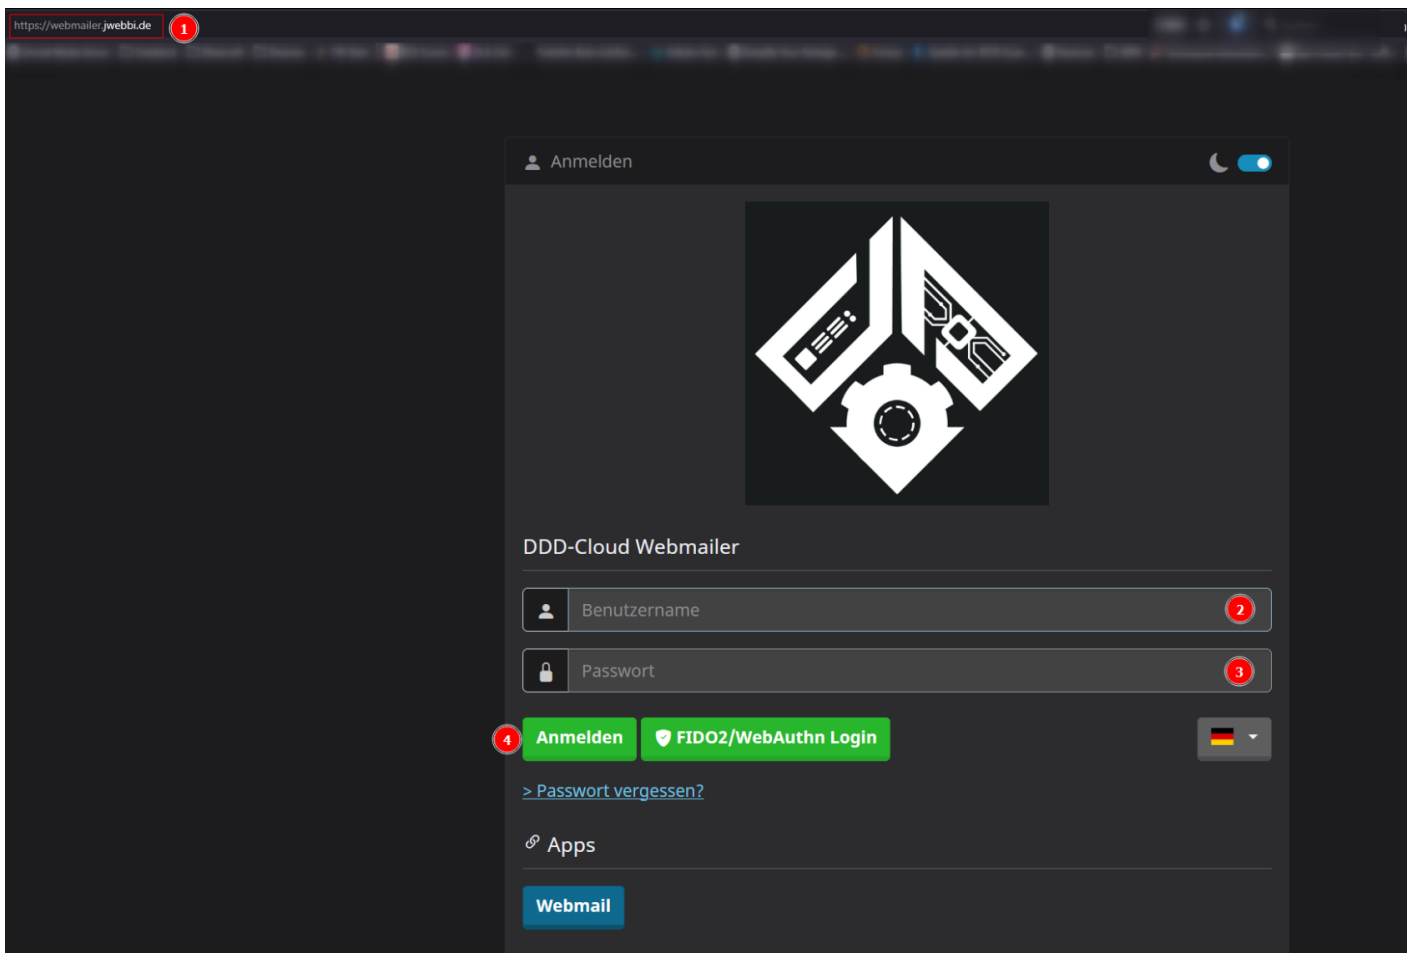 https://webmailer.jwebbi.de 1
Anmelden
DDD-Cloud Webmailer
Benutzername 2
Passwort 3
4 Anmelden FIDO2/WebAuthn Login
> Passwort vergessen?
Apps
Webmail